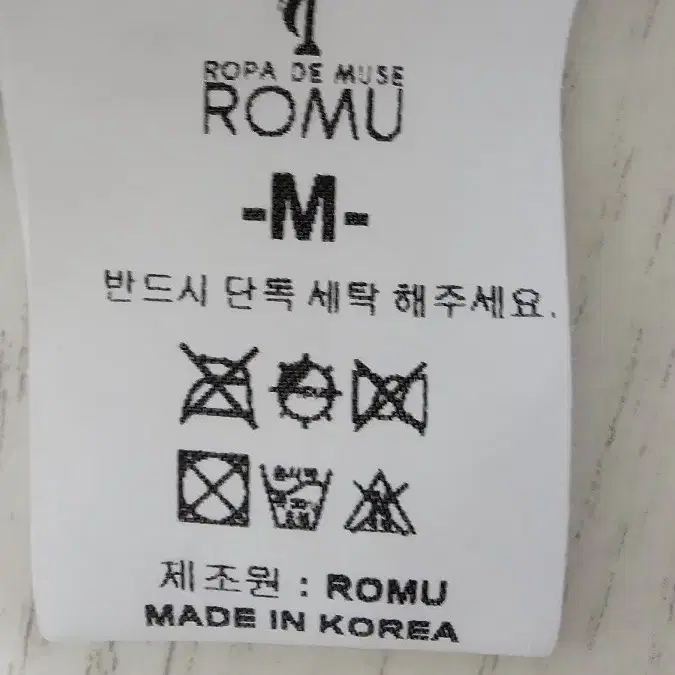 ROPA DE MUSE
ROMU
-M-
반드시 단독 세탁 해주세요.
제조원 : ROMU
MADE IN KOREA